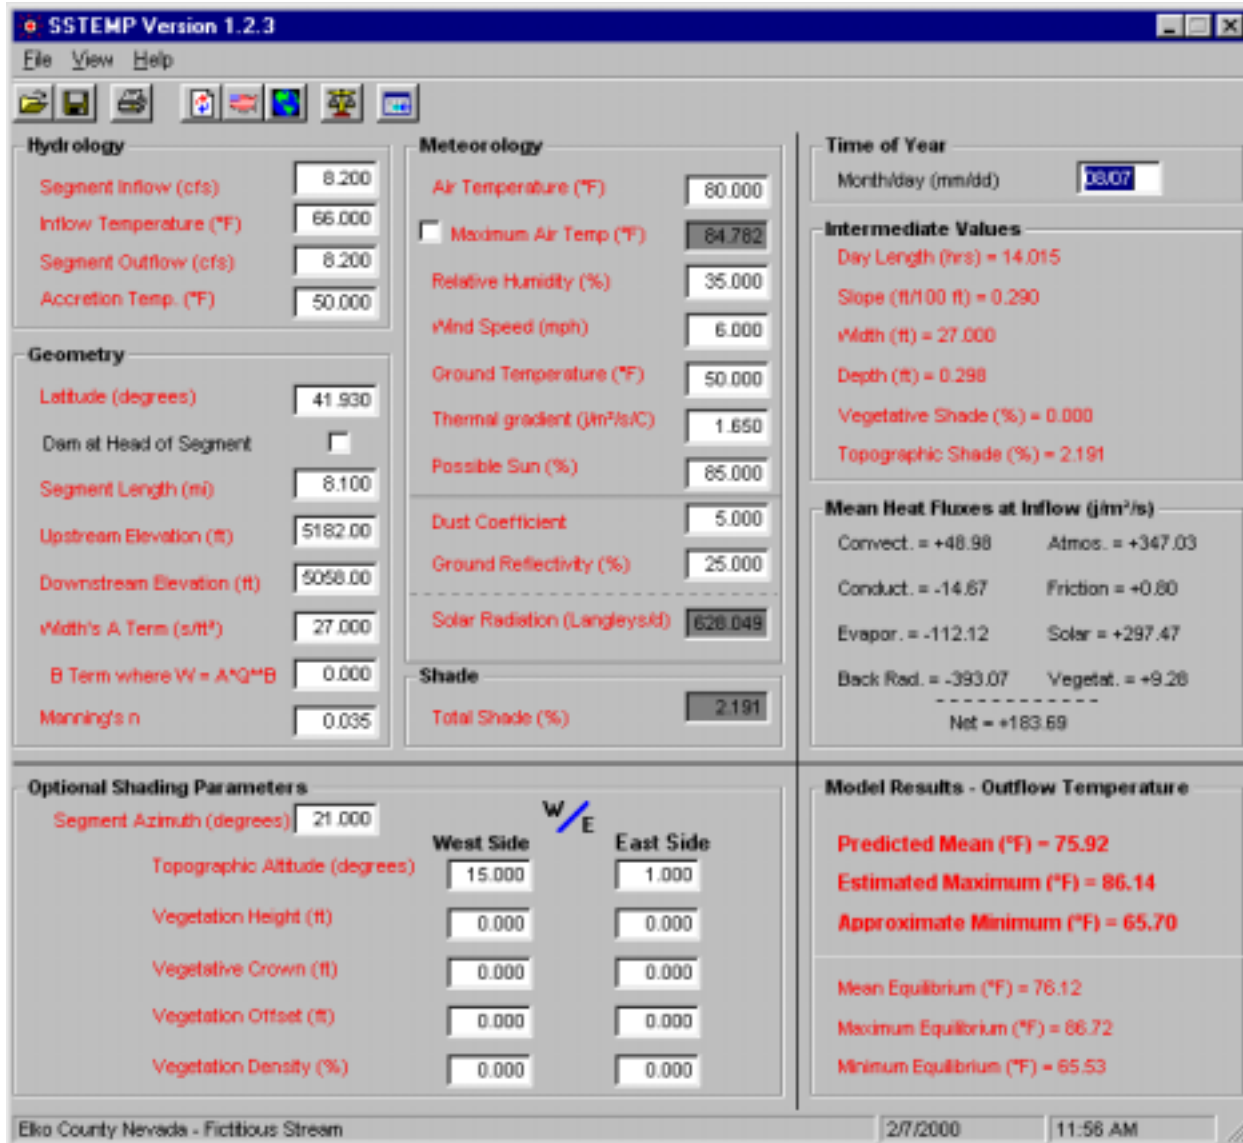 SSTEMP Version 1.2.3
File View Help
Hydrology
Segment Inflow (cfs) 8.200
Inflow Temperature (°F) 66.000
Segment Outflow (cfs) 8.200
Accretion Temp. (°F) 50.000
Geometry
Latitude (degrees) 41.930
Dam at Head of Segment
Segment Length (mi) 8.100
Upstream Elevation (ft) 5182.00
Downstream Elevation (ft) 5058.00
Width's A Term (s/ft²) 27.000
B Term where W = A*Q**B 0.000
Manning's n 0.035
Meteorology
Air Temperature (°F) 80.000
Maximum Air Temp (°F) 84.782
Relative Humidity (%) 35.000
Wind Speed (mph) 6.000
Ground Temperature (°F) 50.000
Thermal gradient (j/m²/s/C) 1.650
Possible Sun (%) 85.000
Dust Coefficient 5.000
Ground Reflectivity (%) 25.000
Solar Radiation (Langleys/d) 628.049
Shade
Total Shade (%) 2.191
Time of Year
Month/day (mm/dd) 08/07
Intermediate Values
Day Length (hrs) = 14.015
Slope (ft/100 ft) = 0.290
Width (ft) = 27.000
Depth (ft) = 0.298
Vegetative Shade (%) = 0.000
Topographic Shade (%) = 2.191
Mean Heat Fluxes at Inflow (j/m²/s)
Convect. = +48.98 Atmos. = +347.03
Conduct. = -14.67 Friction = +0.80
Evapor. = -112.12 Solar = +297.47
Back Rad. = -393.07 Vegetat. = +9.28
Net = +183.69
Optional Shading Parameters
Segment Azimuth (degrees) 21.000
W/E
West Side East Side
Topographic Altitude (degrees) 15.000 1.000
Vegetation Height (ft) 0.000 0.000
Vegetative Crown (ft) 0.000 0.000
Vegetation Offset (ft) 0.000 0.000
Vegetation Density (%) 0.000 0.000
Model Results - Outflow Temperature
Predicted Mean (°F) = 75.92
Estimated Maximum (°F) = 86.14
Approximate Minimum (°F) = 65.70
Mean Equilibrium (°F) = 76.12
Maximum Equilibrium (°F) = 86.72
Minimum Equilibrium (°F) = 65.53
Elko County Nevada - Fictitious Stream 2/7/2000 11:56 AM